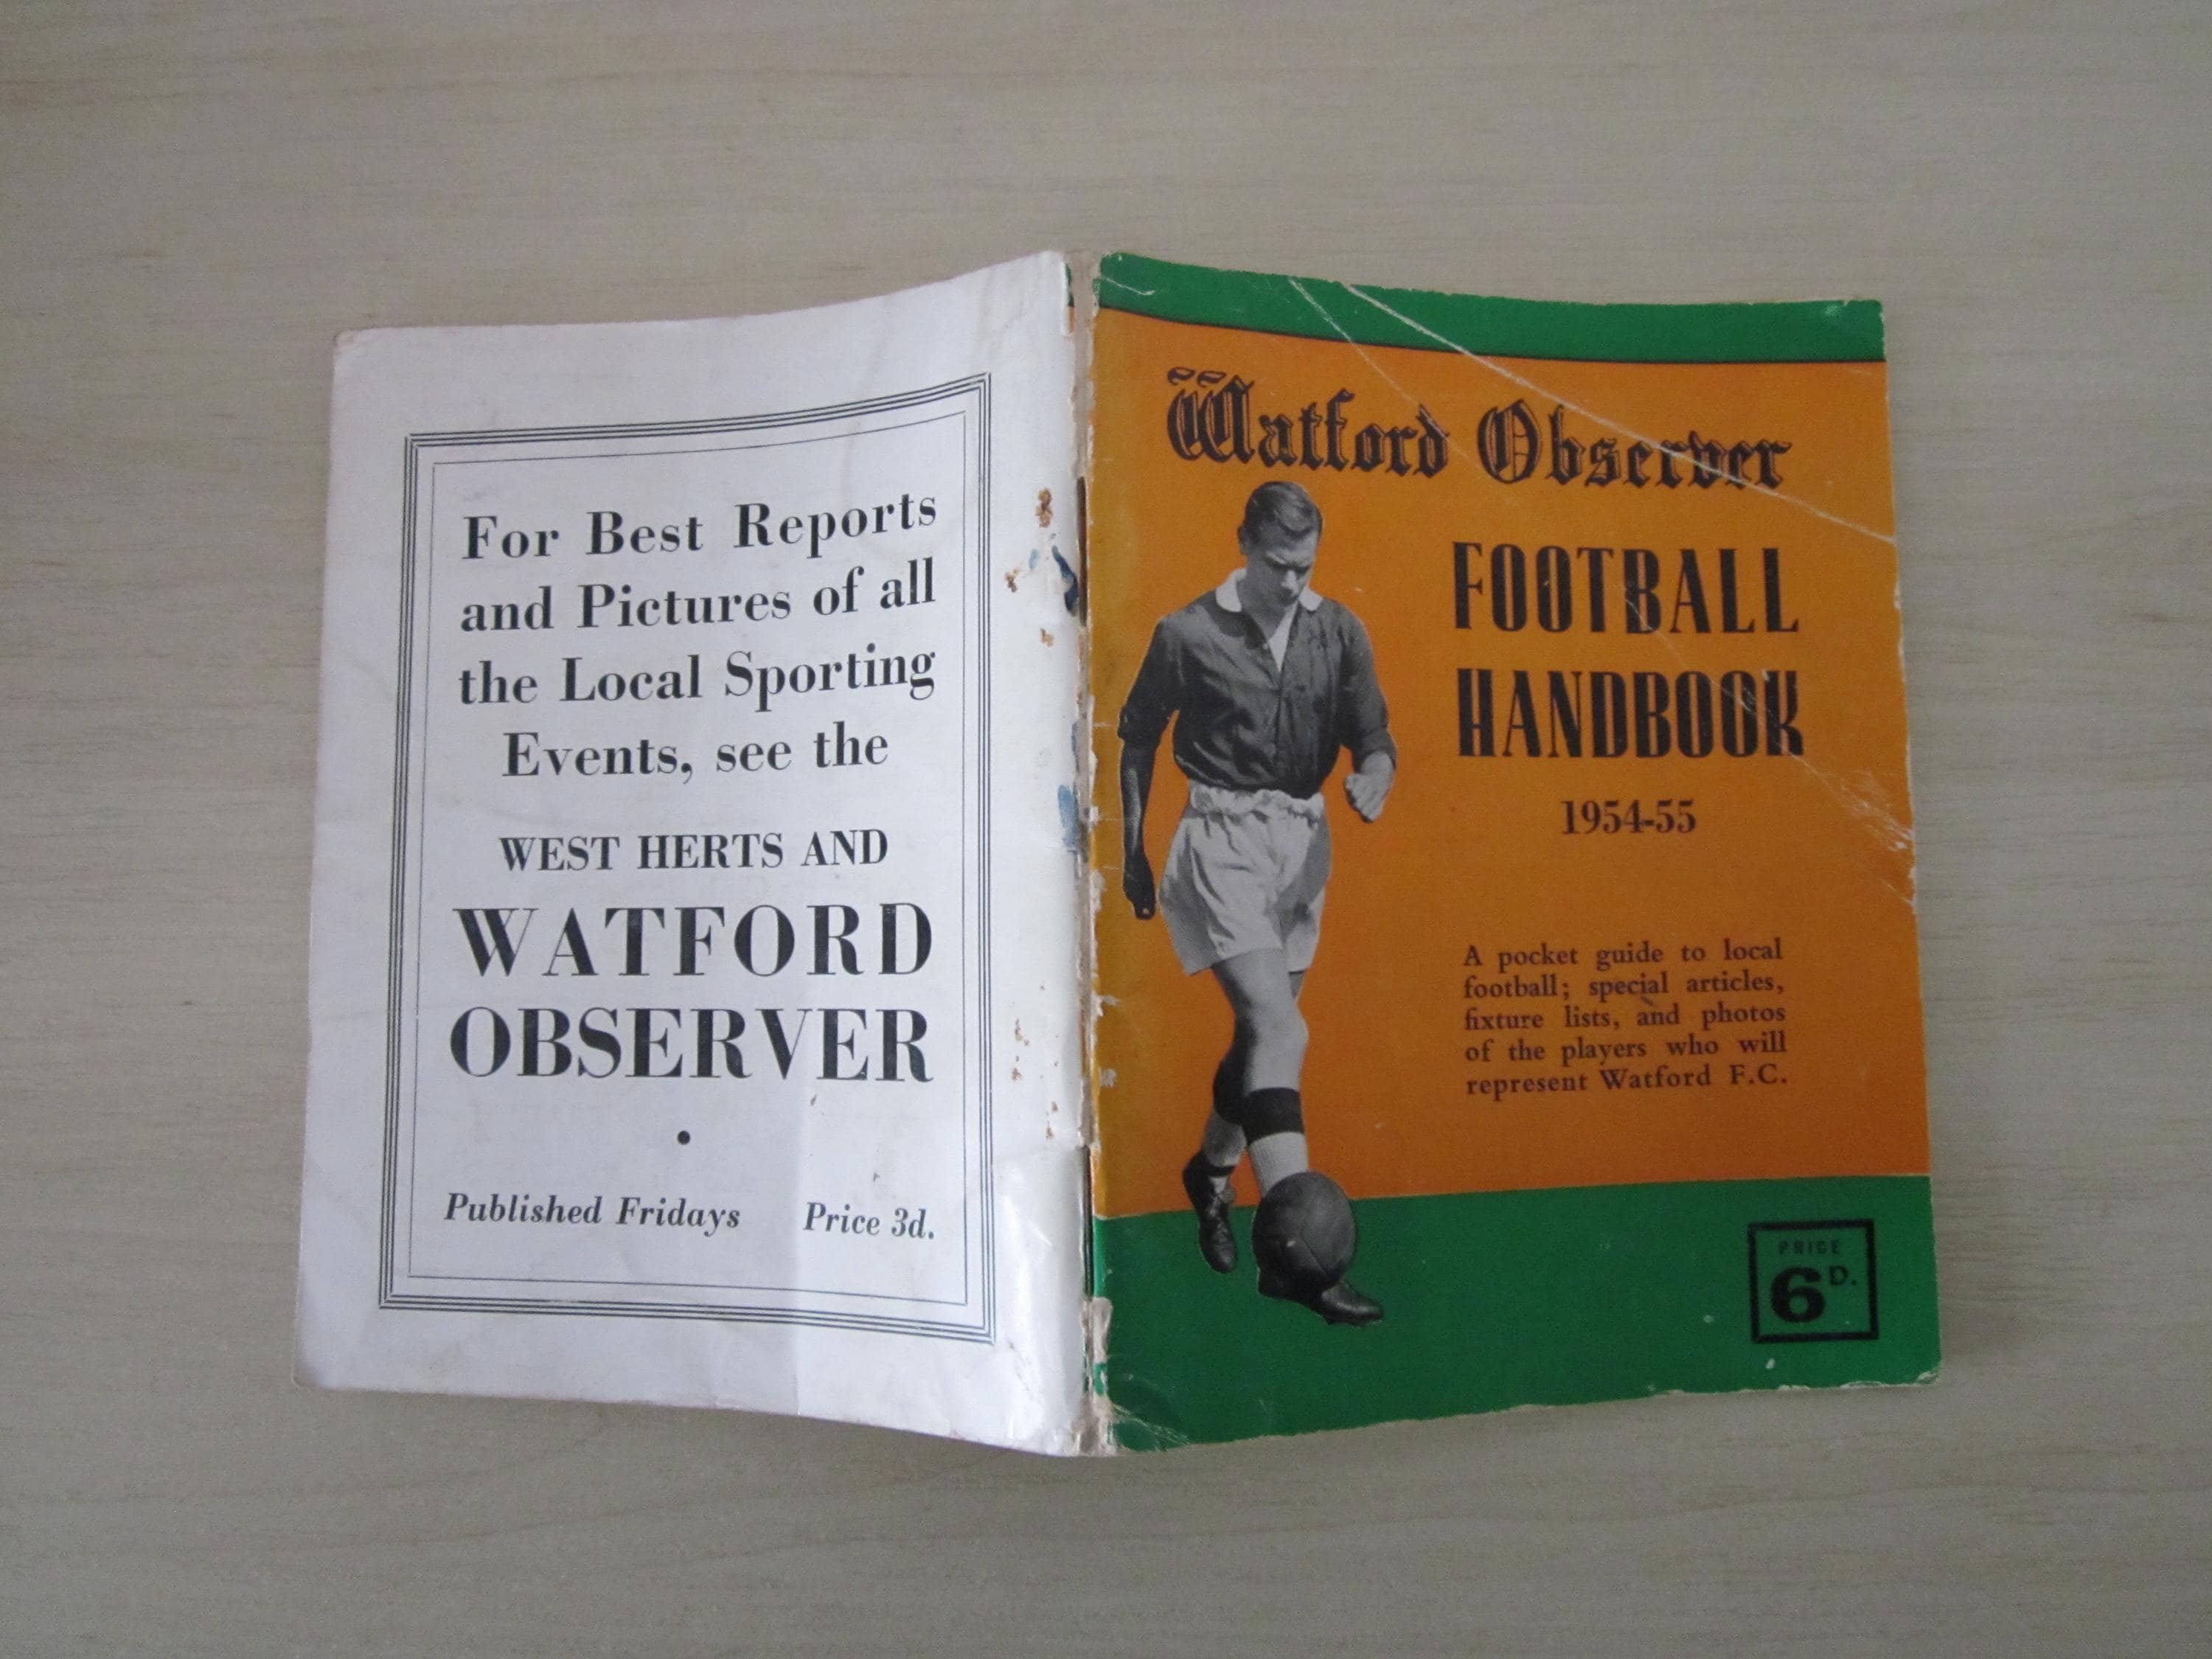 For Best Reports
and Pictures of all
the Local Sporting
Events, see the
WEST HERTS AND
WATFORD
OBSERVER
•
Published Fridays Price 3d.
Watford Observer
FOOTBALL
HANDBOOK
1954-55
A pocket guide to local
football; special articles,
fixture lists, and photos
of the players who will
represent Watford F.C.
PRICE
6D.